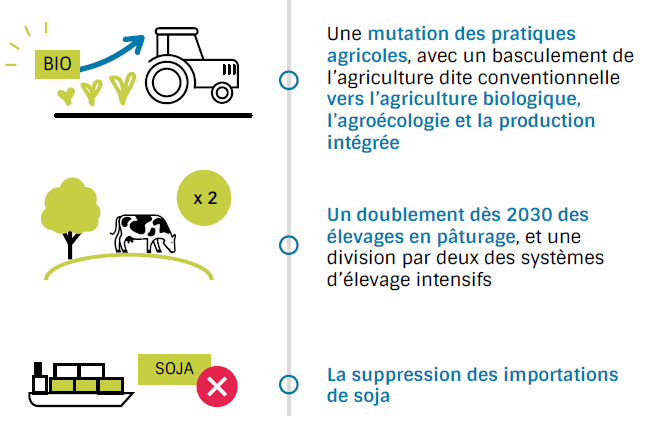 BIO
Une mutation des pratiques
agricoles, avec un basculement de
l'agriculture dite conventionnelle
vers l'agriculture biologique,
l'agroécologie et la production
intégrée
x 2
Un doublement dès 2030 des
élevages en pâturage, et une
division par deux des systèmes
d'élevage intensifs
SOJA
La suppression des importations
de soja